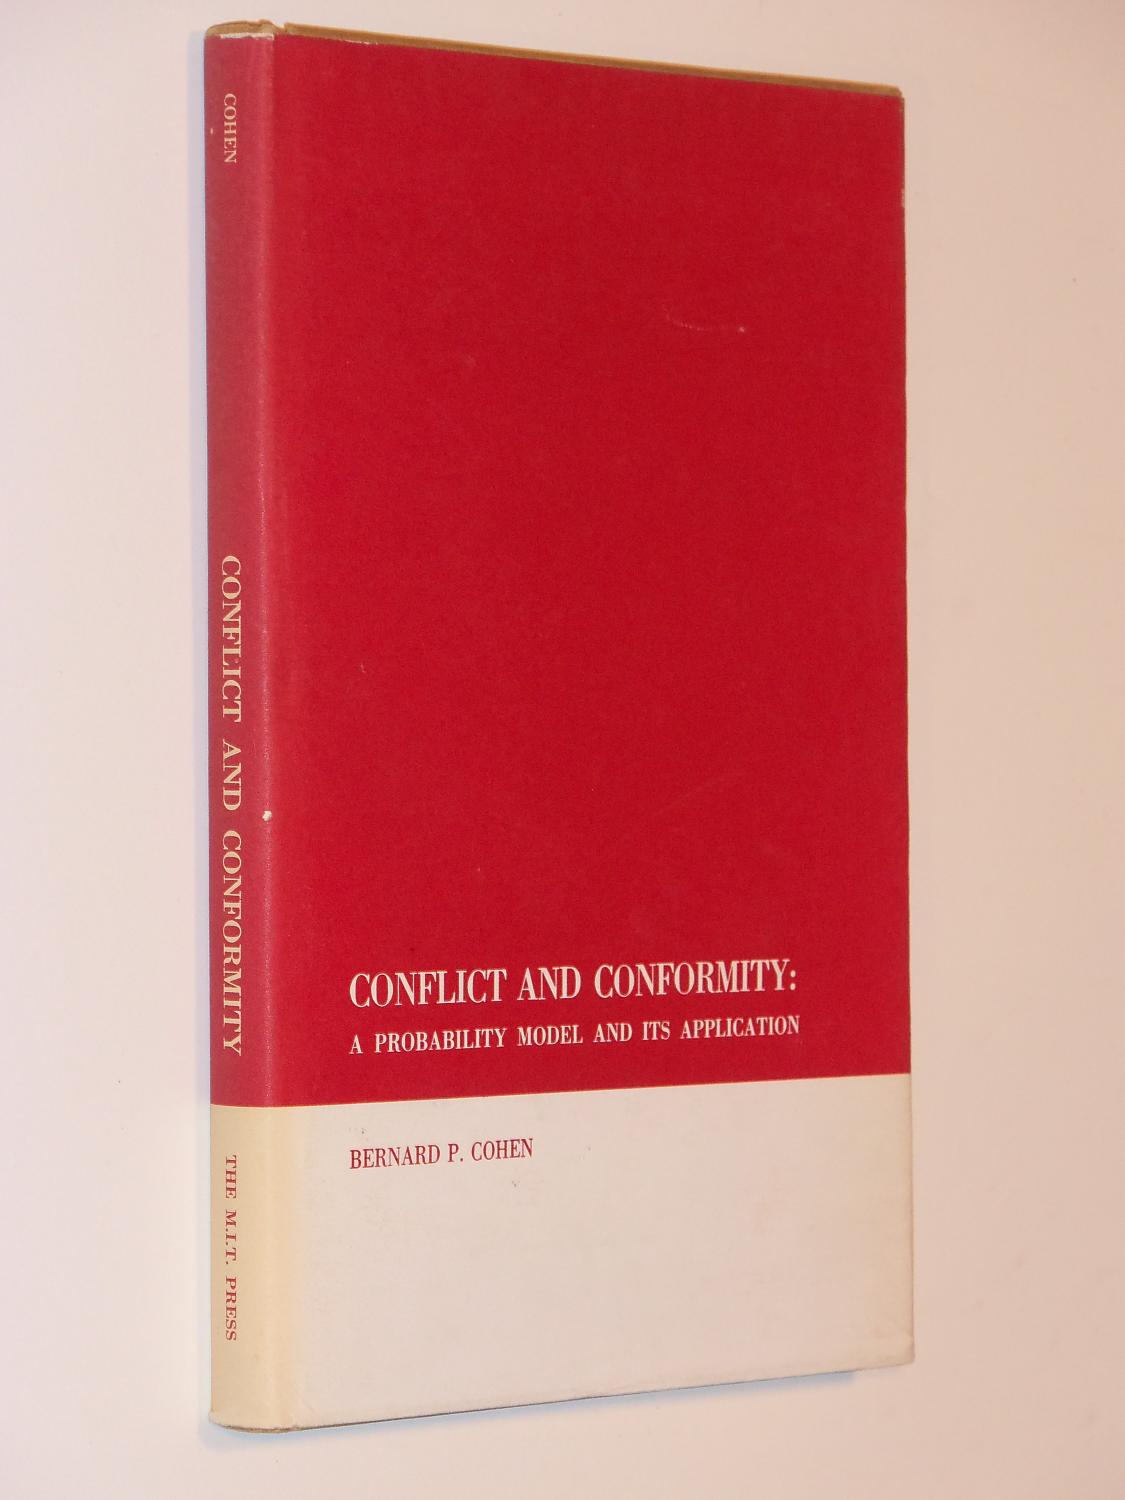 COHEN
CONFLICT AND CONFORMITY
THE M.I.T. PRESS
CONFLICT AND CONFORMITY:
A PROBABILITY MODEL AND ITS APPLICATION
BERNARD P. COHEN